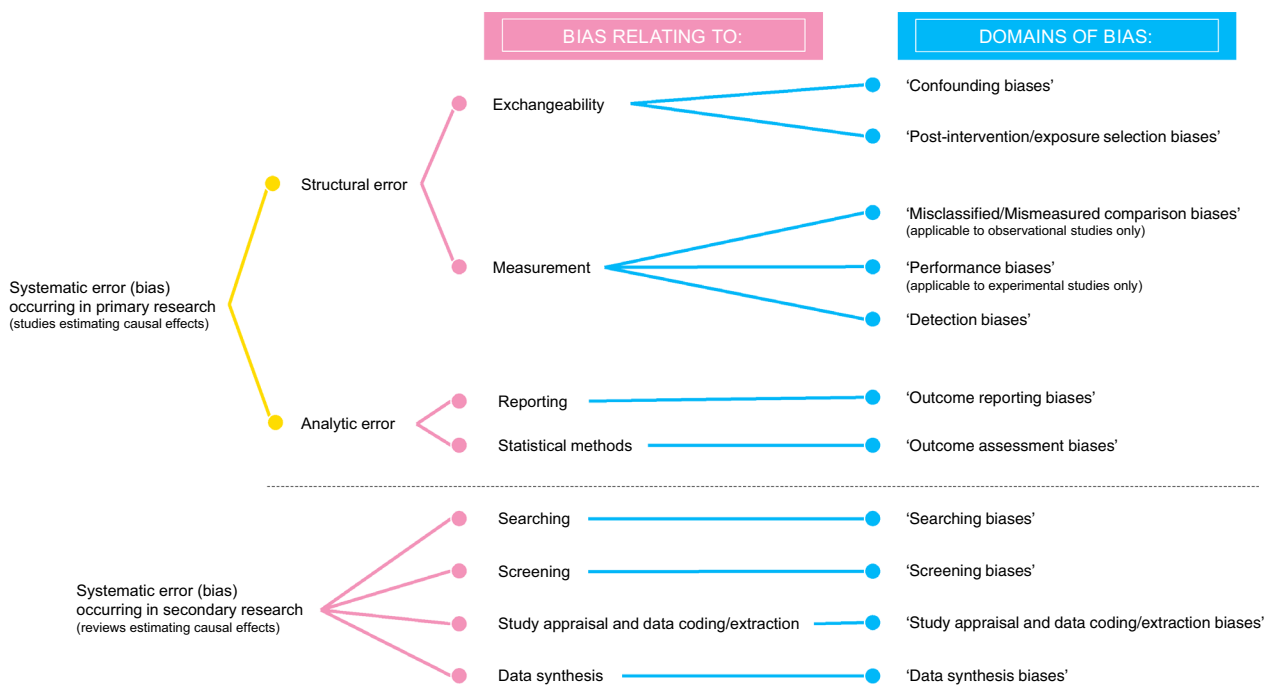 BIAS RELATING TO:
DOMAINS OF BIAS:
Systematic error (bias)
occurring in primary research
(studies estimating causal effects)
Structural error
Exchangeability
‘Confounding biases’
‘Post-intervention/exposure selection biases’
Measurement
‘Misclassified/Mismeasured comparison biases’
(applicable to observational studies only)
‘Performance biases’
(applicable to experimental studies only)
‘Detection biases’
Analytic error
Reporting
‘Outcome reporting biases’
Statistical methods
‘Outcome assessment biases’
Systematic error (bias)
occurring in secondary research
(reviews estimating causal effects)
Searching
‘Searching biases’
Screening
‘Screening biases’
Study appraisal and data coding/extraction
‘Study appraisal and data coding/extraction biases’
Data synthesis
‘Data synthesis biases’